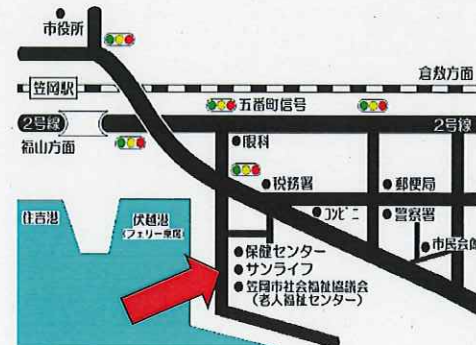 市役所
倉敷方面
笠岡駅
五番町信号
2号線
2号線
福山方面
眼科
税務署
郵便局
住吉港
伏越港
(フェリー乗場)
コンビニ
警察署
市民会館
保健センター
サンライフ
笠岡市社会福祉協議会
(老人福祉センター)